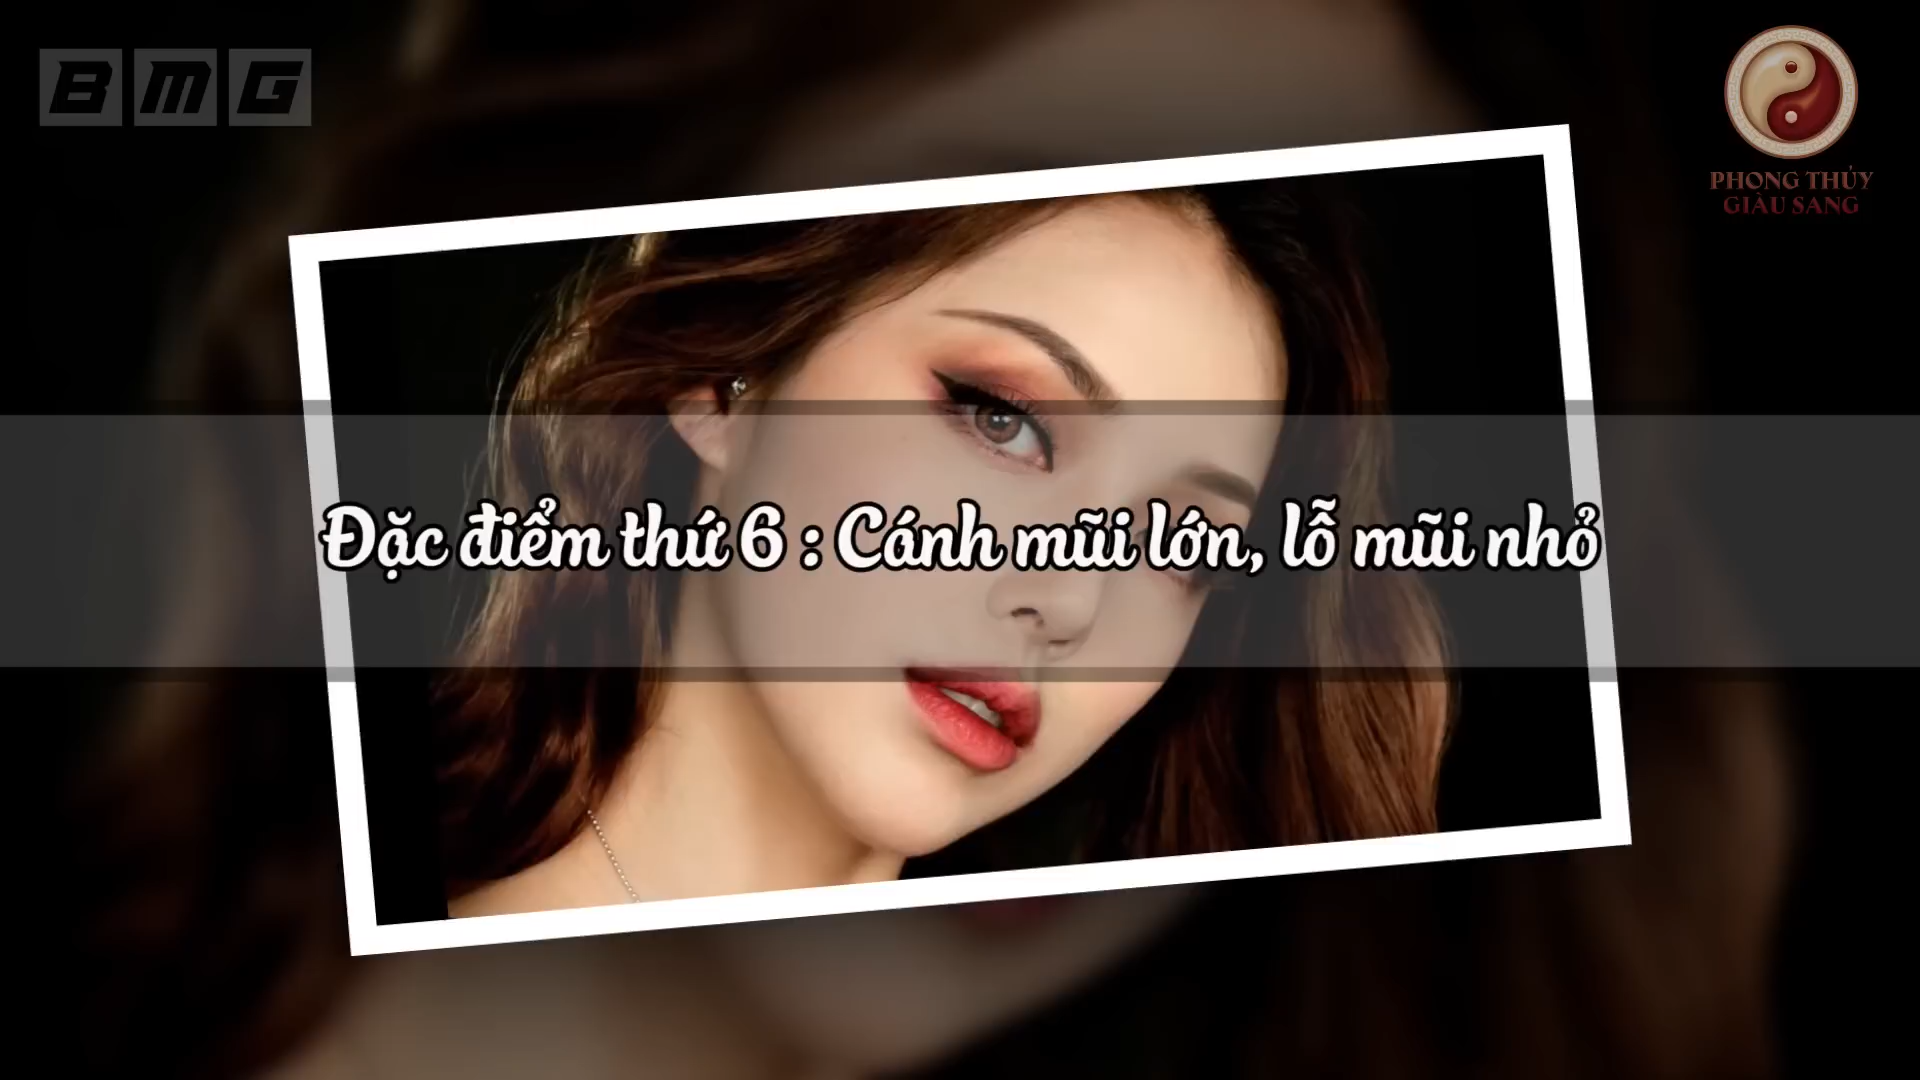 BMG
PHONG THỦY
GIÀU SANG
Đặc điểm thứ 6 : Cánh mũi lớn, lỗ mũi nhỏ